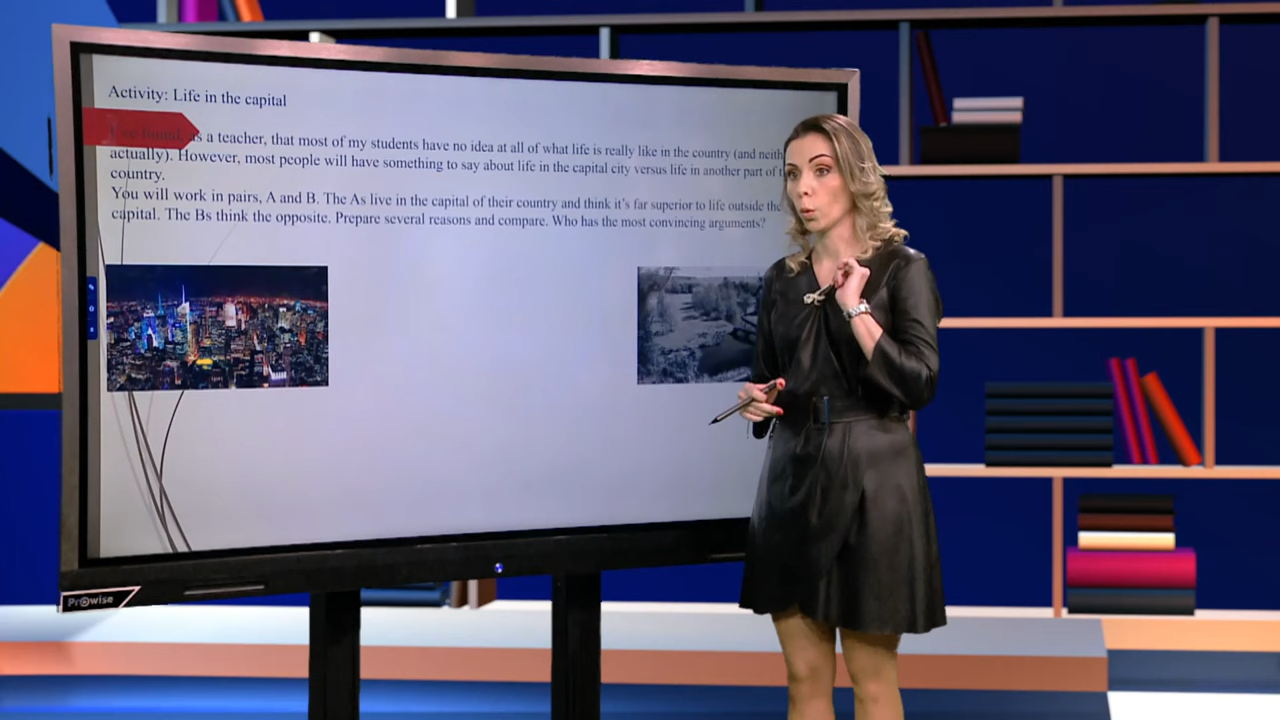 Activity: Life in the capital
I've found, as a teacher, that most of my students have no idea at all of what life is really like in the country (and neith
actually). However, most people will have something to say about life in the capital city versus life in another part of t
country.
You will work in pairs, A and B. The As live in the capital of their country and think it's far superior to life outside the
capital. The Bs think the opposite. Prepare several reasons and compare. Who has the most convincing arguments?
Prowise